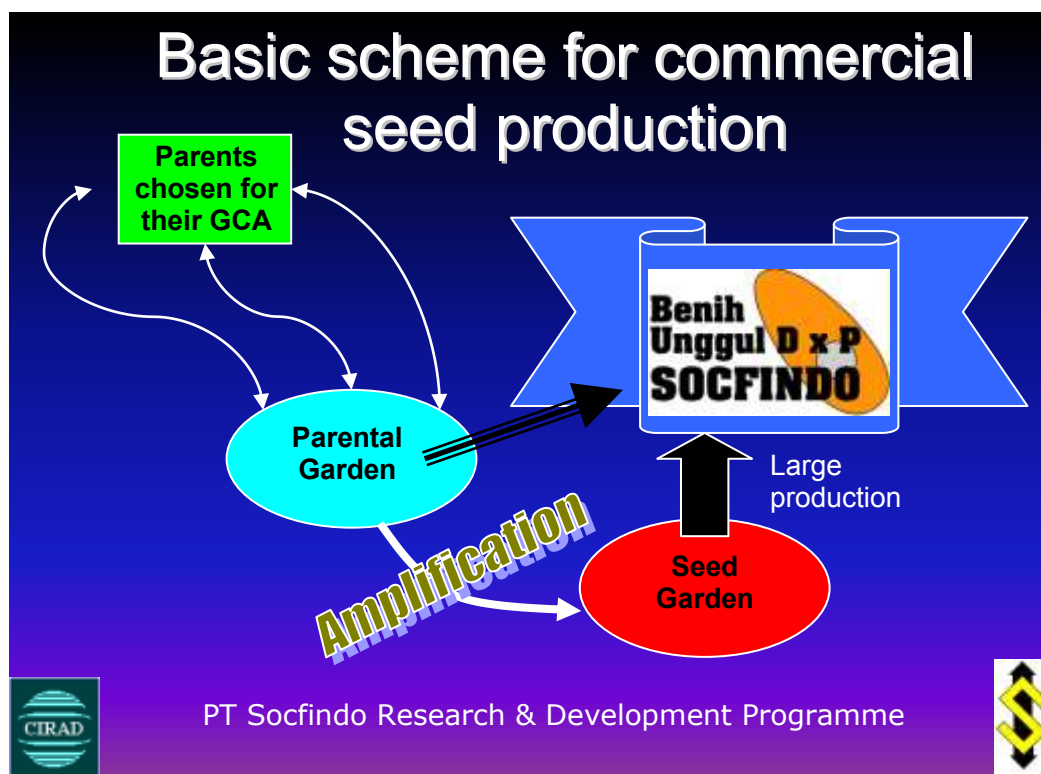 Basic scheme for commercial
seed production
Parents
chosen for
their GCA
Benih
Unggul D x P
SOCFINDO
Parental
Garden
Large
production
Amplification
Seed
Garden
CIRAD
PT Socfindo Research & Development Programme
S